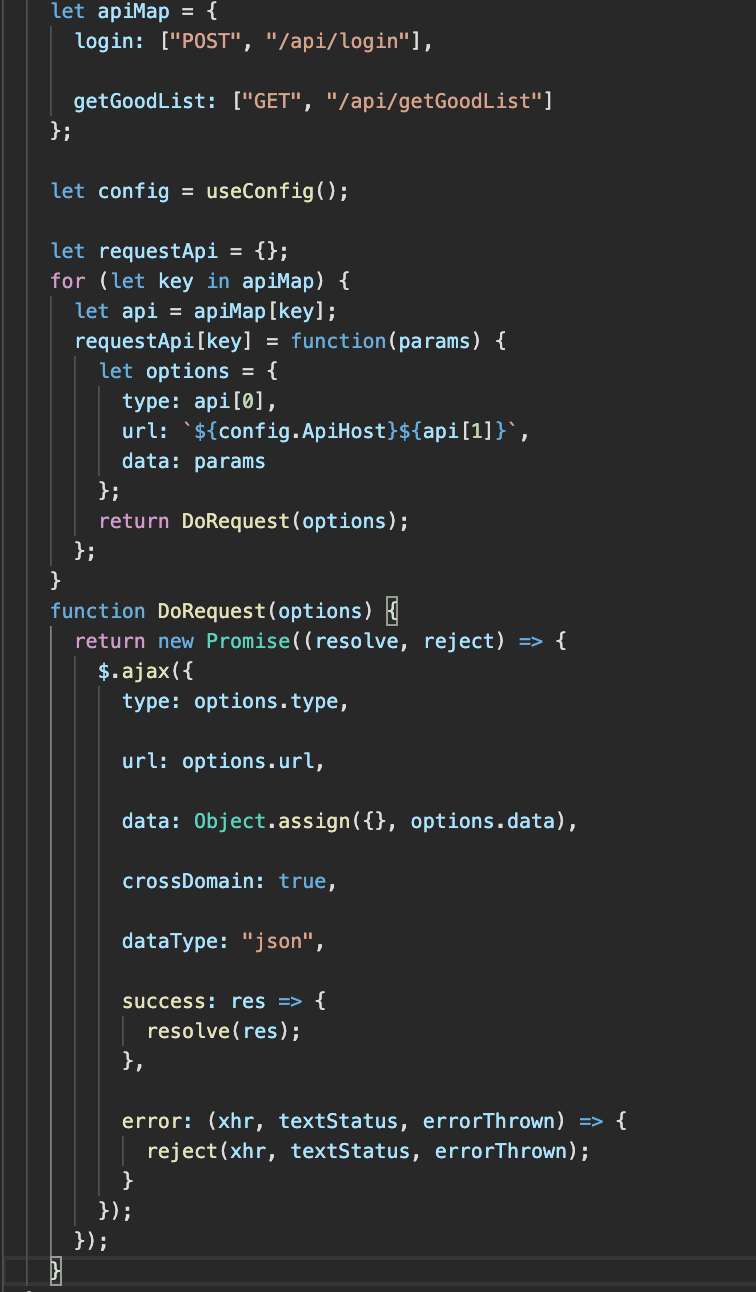 let apiMap = {
login: ["POST", "/api/login"],
getGoodList: ["GET", "/api/getGoodList"]
};
let config = useConfig();
let requestApi = {};
for (let key in apiMap) {
let api = apiMap[key];
requestApi[key] = function(params) {
let options = {
type: api[0],
url: `${config.ApiHost}${api[1]}`,
data: params
};
return DoRequest(options);
};
}
function DoRequest(options) {
return new Promise((resolve, reject) => {
$.ajax({
type: options.type,
url: options.url,
data: Object.assign({}, options.data),
crossDomain: true,
dataType: "json",
success: res => {
resolve(res);
},
error: (xhr, textStatus, errorThrown) => {
reject(xhr, textStatus, errorThrown);
}
});
});
}